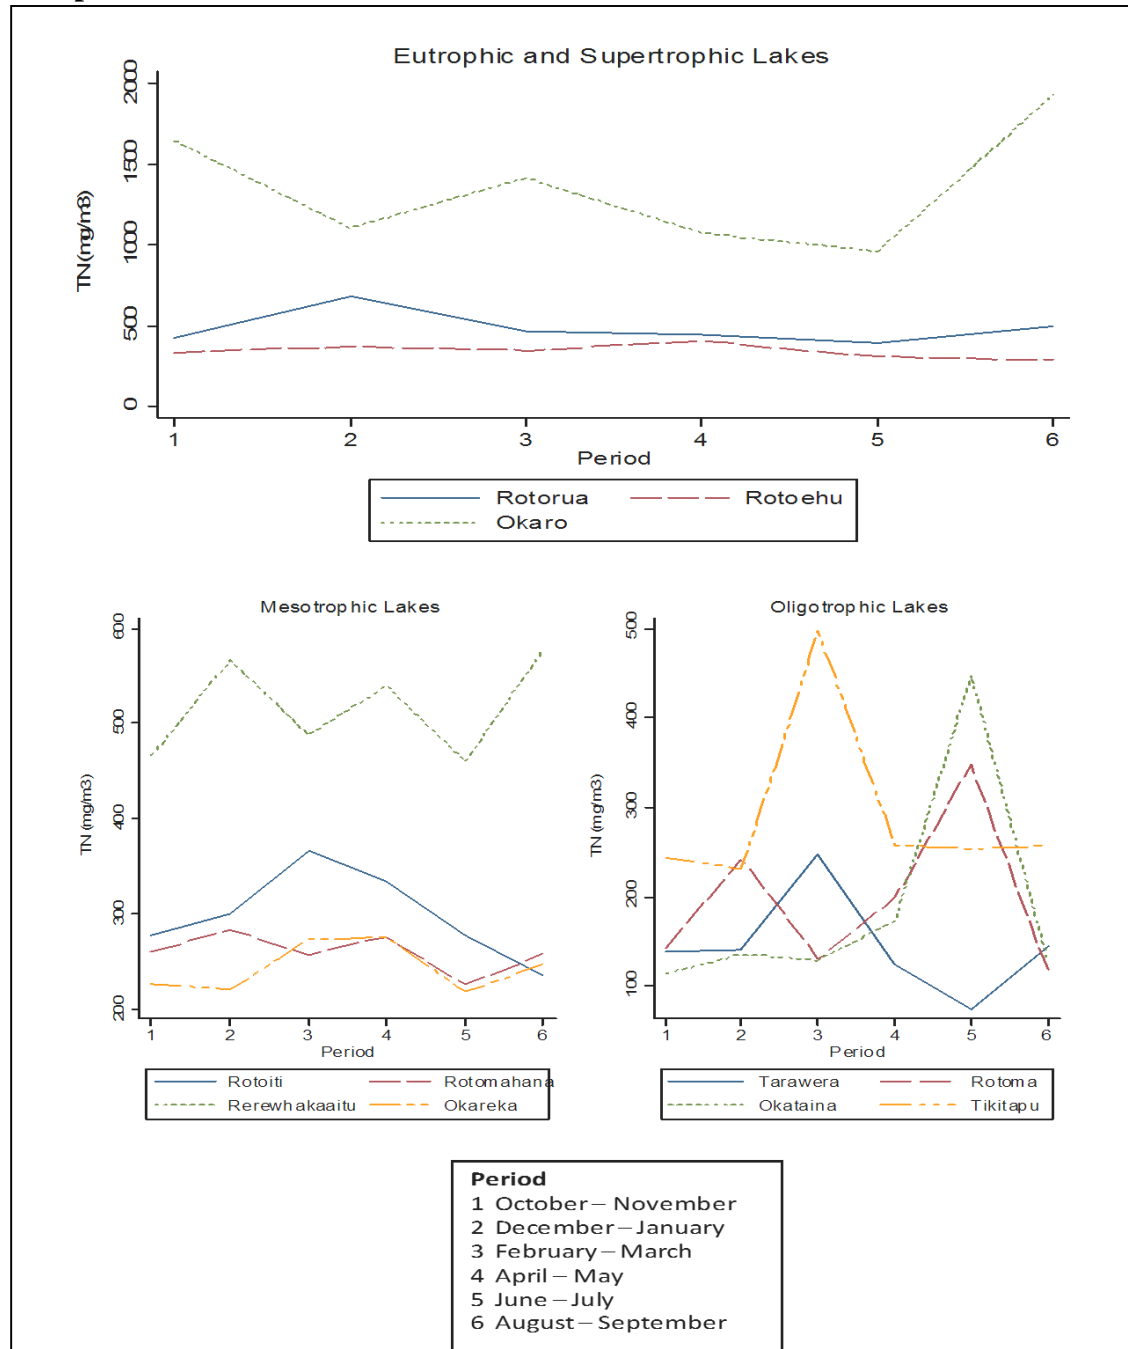 Eutrophic and Supertrophic Lakes
TN(mg/m3)
2000
1500
1000
500
0
1 2 3 4 5 6
Period
Rotorua Rotoehu
Okaro
Mesotrophic Lakes
TN (mg/m3)
600
500
400
300
200
1 2 3 4 5 6
Period
Rotoiti Rotomahana
Rerewhakaaitu Okareka
Oligotrophic Lakes
TN (mg/m3)
500
400
300
200
100
1 2 3 4 5 6
Period
Tarawera Rotoma
Okataina Tikitapu
Period
1 October – November
2 December – January
3 February – March
4 April – May
5 June – July
6 August – September